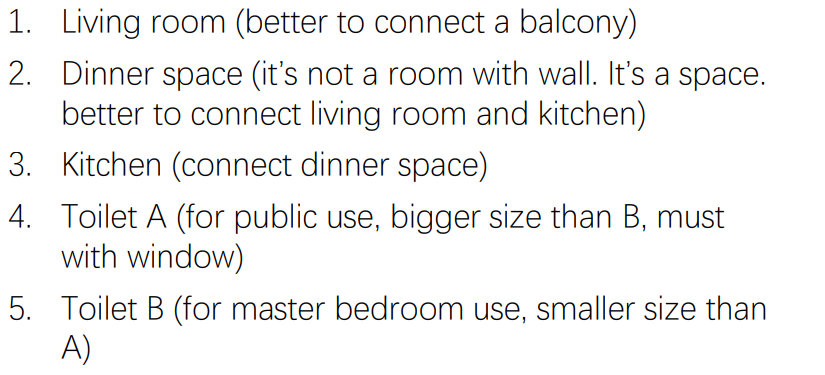 1. Living room (better to connect a balcony)
2. Dinner space (it’s not a room with wall. It’s a space.
better to connect living room and kitchen)
3. Kitchen (connect dinner space)
4. Toilet A (for public use, bigger size than B, must
with window)
5. Toilet B (for master bedroom use, smaller size than
A)